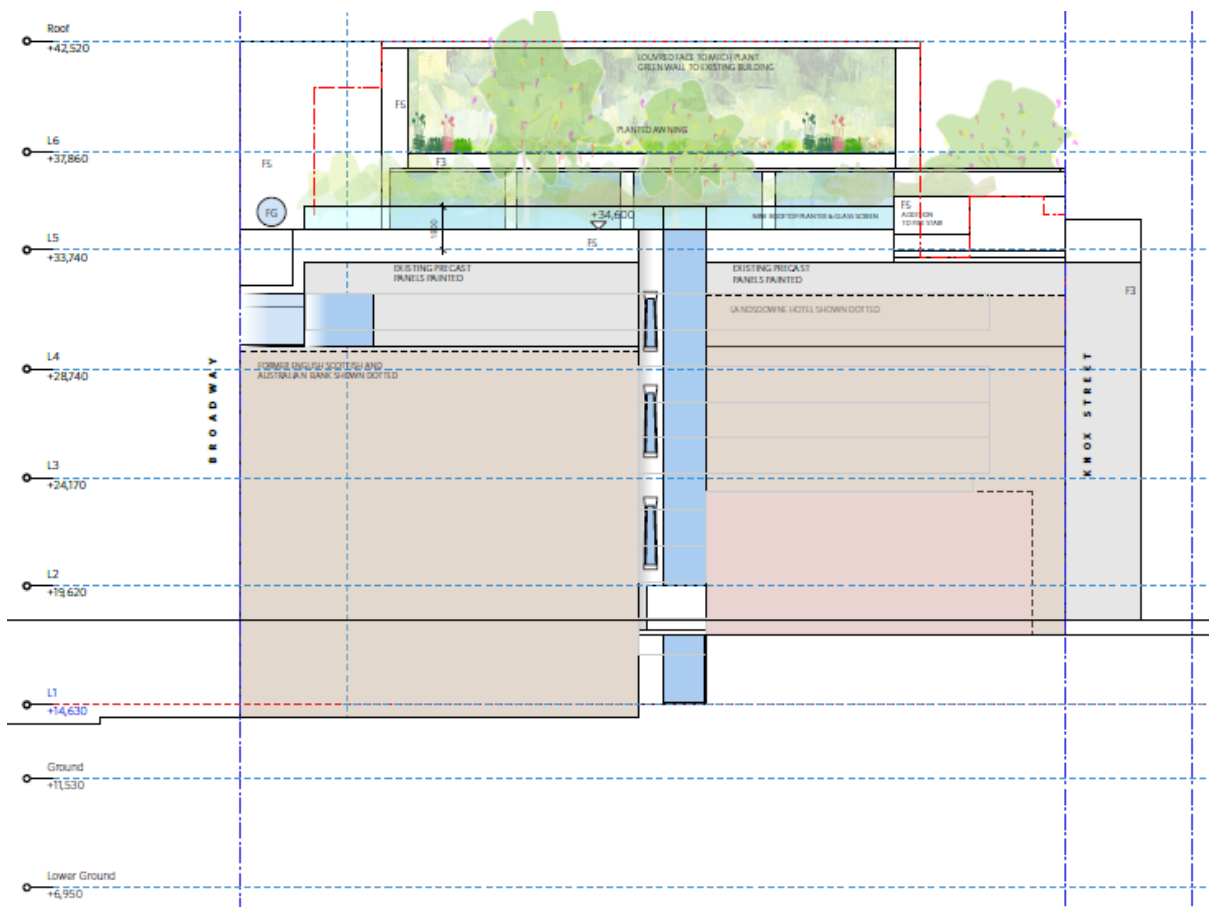 Roof
+42,520
LOUVRED FACE TO MECH PLANT
GREEN WALL TO EXISTING BUILDING
F5
PLANTED AWNING
L6
+37,860
F5
F3
FG
+34,600
NEW ROOFTOP PLANTER & GLASS SCREEN
F5
ADDITION
TO FIRE STAIR
L5
+33,740
F5
EXISTING PRECAST
PANELS PAINTED
EXISTING PRECAST
PANELS PAINTED
F3
LANDSDOWNE HOTEL SHOWN DOTTED
L4
+28,740
FORMER ENGLISH SCOTTISH AND
AUSTRALIAN BANK SHOWN DOTTED
BROADWAY
KNOX STREET
L3
+24,170
L2
+19,620
L1
+14,630
Ground
+11,530
Lower Ground
+6,950